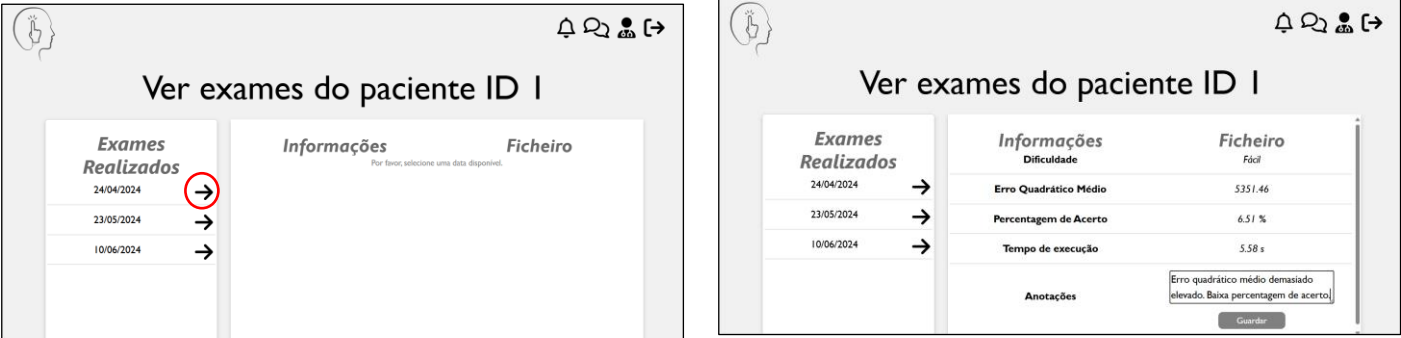 Ver exames do paciente ID 1
Exames
Realizados
24/04/2024
23/05/2024
10/06/2024
Informações
Ficheiro
Por favor, selecione uma data disponível.
Ver exames do paciente ID 1
Exames
Realizados
24/04/2024
23/05/2024
10/06/2024
Informações Ficheiro
Dificuldade Fácil
Erro Quadrático Médio 5351.46
Percentagem de Acerto 6.51 %
Tempo de execução 5.58 s
Anotações
Erro quadrático médio demasiado
elevado. Baixa percentagem de acerto.
Guardar